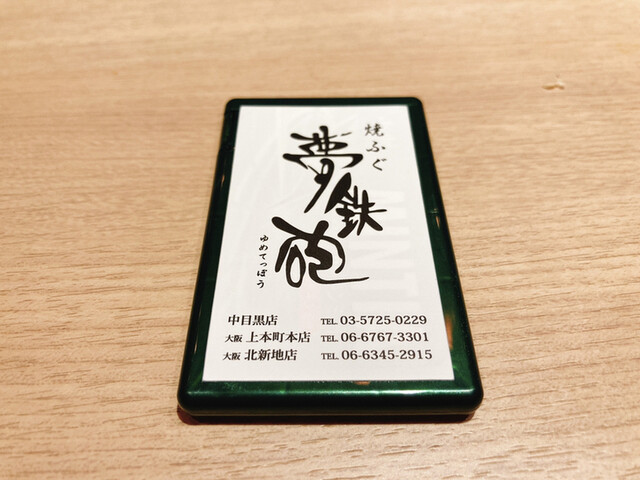 焼ふぐ
夢鉄砲
ゆめてっぽう
中目黒店 TEL. 03-5725-0229
大阪 上本町本店 TEL. 06-6767-3301
大阪 北新地店 TEL. 06-6345-2915